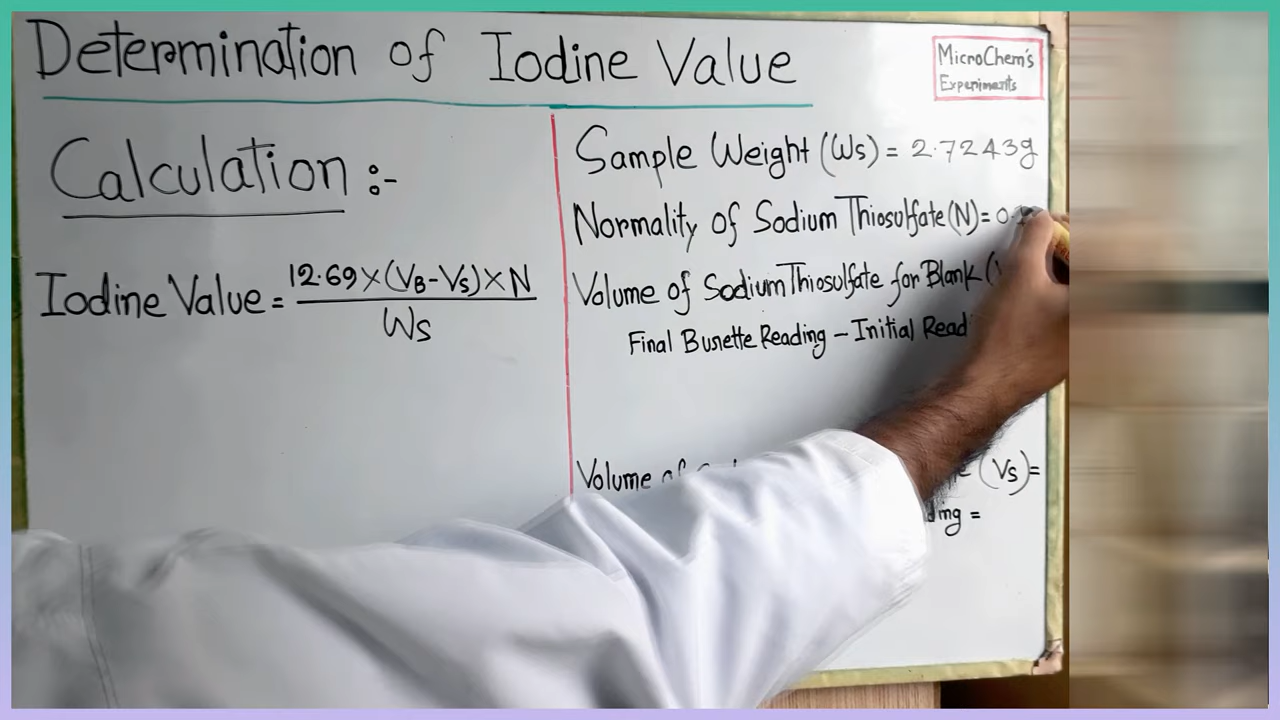 Determination of Iodine Value
MicroChem's
Experiments
Calculation :-
Iodine Value = 12.69×(VB-VS)×N
WS
Sample Weight (Ws) = 2.7243g
Normality of Sodium Thiosulfate (N) = 0.
Volume of Sodium Thiosulfate for Blank (
Final Burette Reading - Initial
Volume
(Vs) =
=